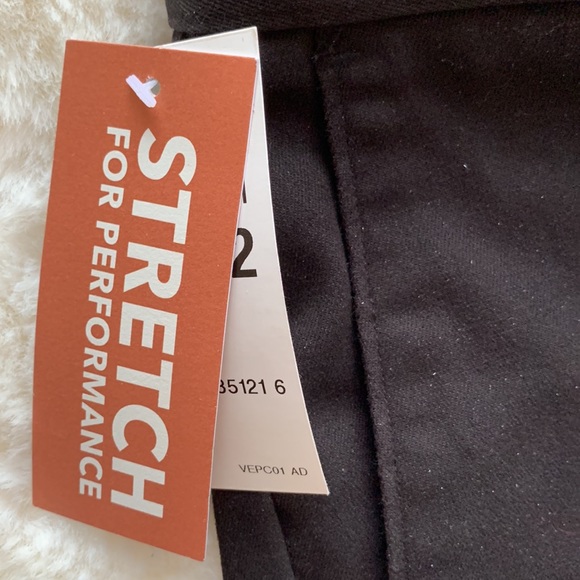 STRETCH
FOR PERFORMANCE
2
35121 6
VEPC01 AD